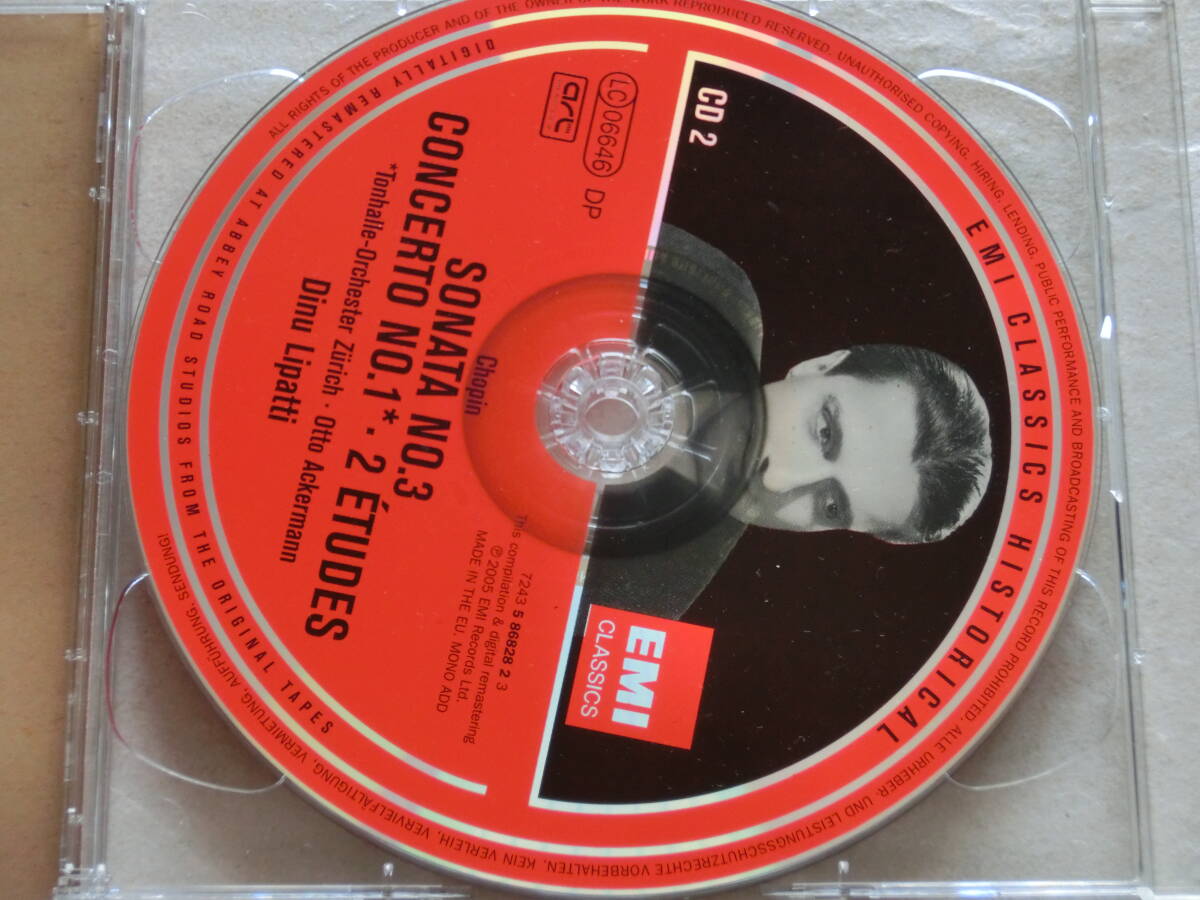 ALL RIGHTS OF THE PRODUCER AND OF THE OWNER OF THE WORK REPRODUCED RESERVED. UNAUTHORISED COPYING, HIRING, LENDING, PUBLIC PERFORMANCE AND BROADCASTING OF THIS RECORD PROHIBITED. ALLE URHEBER- UND LEISTUNGSSCHUTZRECHTE VORBEHALTEN. KEIN VERLEIH, VERVIELFÄLTIGUNG, VERMIETUNG, AUFFÜHRUNG, SENDUNG!
EMI CLASSICS HISTORICAL
DIGITALLY REMASTERED AT ABBEY ROAD STUDIOS FROM THE ORIGINAL TAPES
CD 2
art
LC 06646
DP
Chopin
SONATA NO.3
CONCERTO NO.1* · 2 ÉTUDES
*Tonhalle-Orchester Zürich · Otto Ackermann
Dinu Lipatti
7243 5 86828 2 3
This compilation & digital remastering
℗ 2005 EMI Records Ltd.
MADE IN THE EU. MONO ADD
EMI
CLASSICS